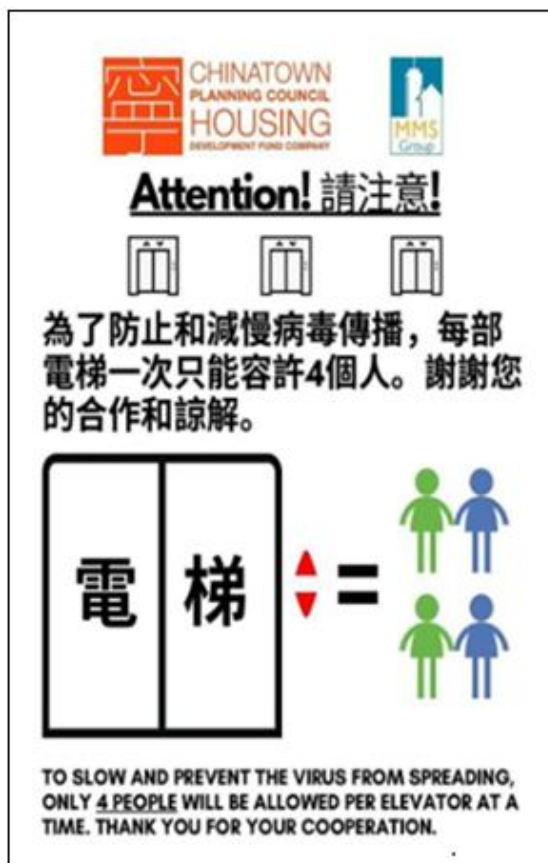 CHINATOWN
PLANNING COUNCIL
HOUSING
DEVELOPMENT FUND COMPANY
MMS
Group
Attention! 請注意!
為了防止和減慢病毒傳播，每部
電梯一次只能容許4個人。謝謝您
的合作和諒解。
電梯
=
TO SLOW AND PREVENT THE VIRUS FROM SPREADING,
ONLY 4 PEOPLE WILL BE ALLOWED PER ELEVATOR AT A
TIME. THANK YOU FOR YOUR COOPERATION.